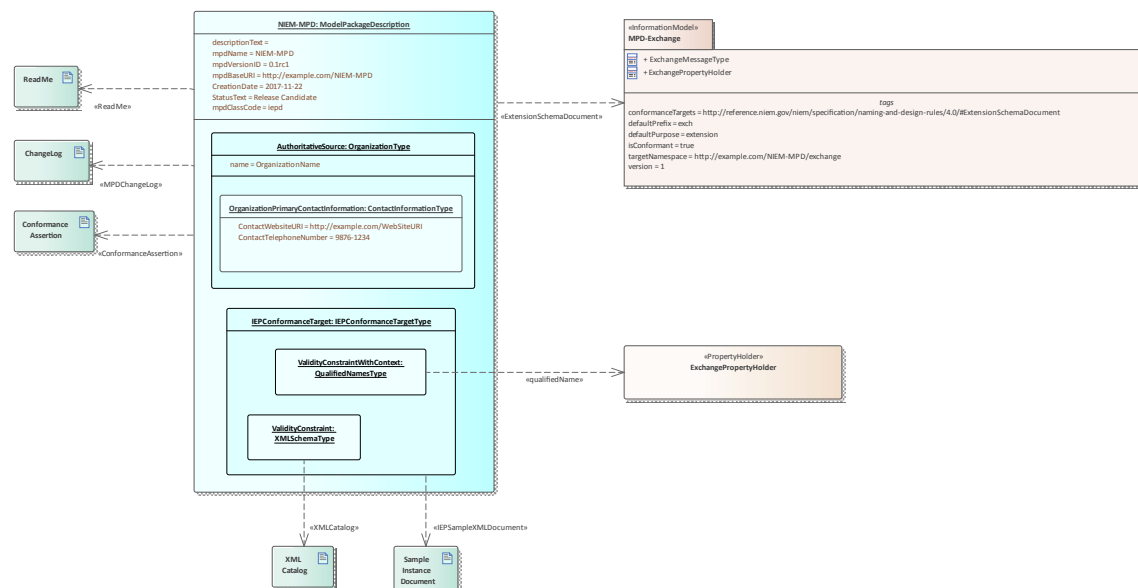 NIEM-MPD: ModelPackageDescription
descriptionText =
mpdName = NIEM-MPD
mpdVersionID = 0.1rc1
mpdBaseURI = http://example.com/NIEM-MPD
CreationDate = 2017-11-22
StatusText = Release Candidate
mpdClassCode = iepd
AuthoritativeSource: OrganizationType
name = OrganizationName
OrganizationPrimaryContactInformation: ContactInformationType
ContactWebsiteURI = http://example.com/WebSiteURI
ContactTelephoneNumber = 9876-1234
IEPConformanceTarget: IEPConformanceTargetType
ValidityConstraintWithContext:
QualifiedNamesType
ValidityConstraint:
XMLSchemaType
ReadMe
«ReadMe»
ChangeLog
«MPDChangeLog»
Conformance
Assertion
«ConformanceAssertion»
«ExtensionSchemaDocument»
«InformationModel»
MPD-Exchange
+ ExchangeMessageType
+ ExchangePropertyHolder
tags
conformanceTargets = http://reference.niem.gov/niem/specification/naming-and-design-rules/4.0/#ExtensionSchemaDocument
defaultPrefix = exch
defaultPurpose = extension
isConformant = true
targetNamespace = http://example.com/NIEM-MPD/exchange
version = 1
«qualifiedName»
«PropertyHolder»
ExchangePropertyHolder
«XMLCatalog»
«IEPSampleXMLDocument»
XML
Catalog
Sample
Instance
Document